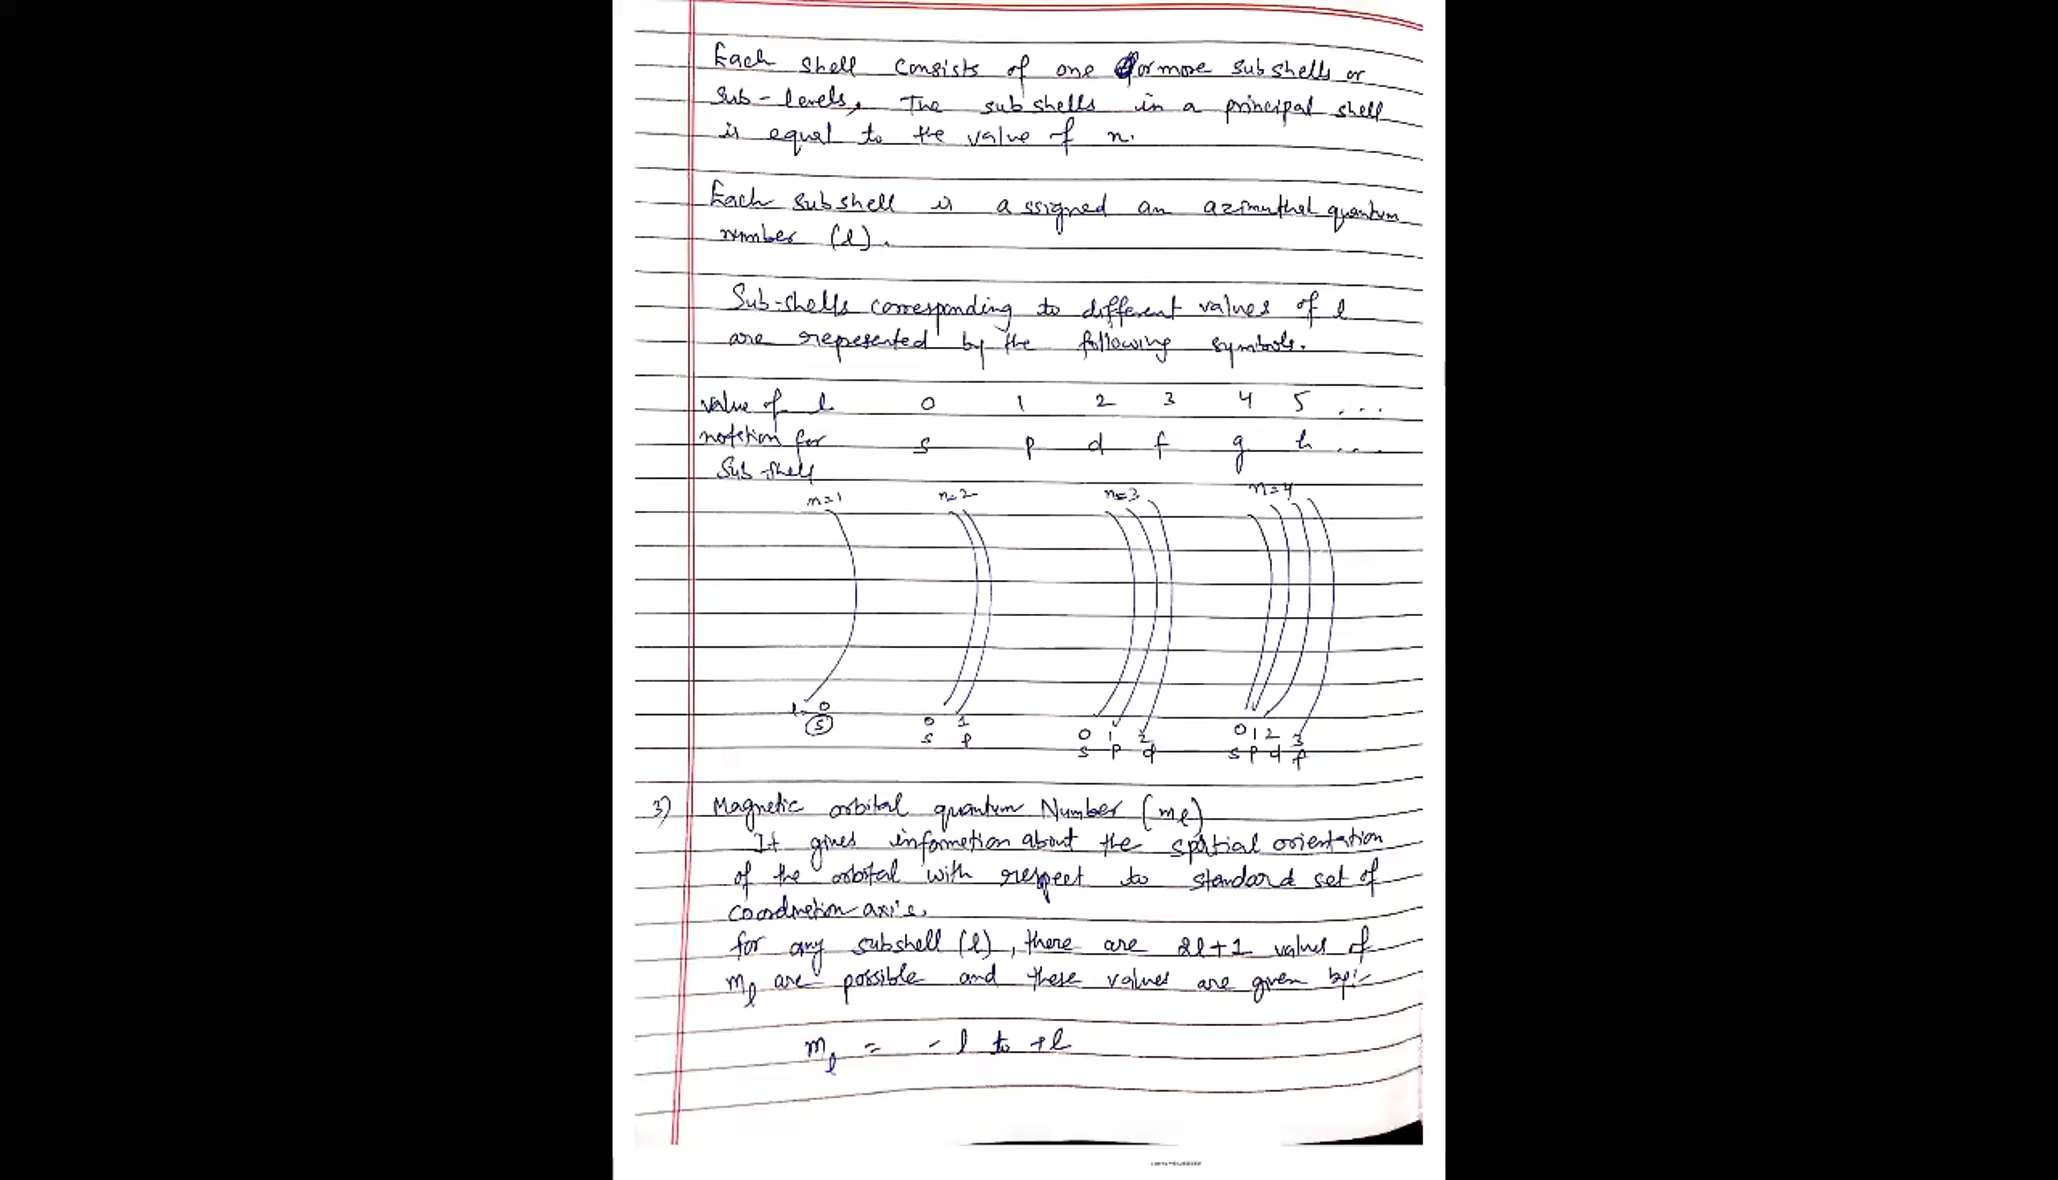 Each shell consists of one or more subshells or
sub-levels, The subshells in a principal shell
is equal to the value of n.
Each subshell is assigned an azimuthal quantum
number (l).
Sub-shells corresponding to different values of l
are represented by the following symbols.
value of l 0 1 2 3 4 5 ...
notetion for s p d f g h ...
Sub-shell
n=1 n=2 n=3 n=4
l 0 0 1 0 1 2 0 1 2 3
s s p s p d s p d f
3) Magnetic orbital quantum Number (ml)
It gives informetion about the spatial orientation
of the orbital with respect to standard set of
coordinetion axis.
for any subshell (l), there are 2l+1 values of
ml are possible and these values are given by:-
ml = -l to +l